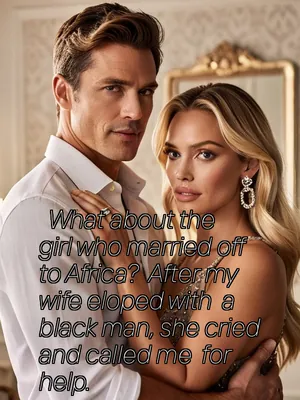 What about the
girl who married off
to Africa? After my
wife eloped with a
black man, she cried
and called me for
help.